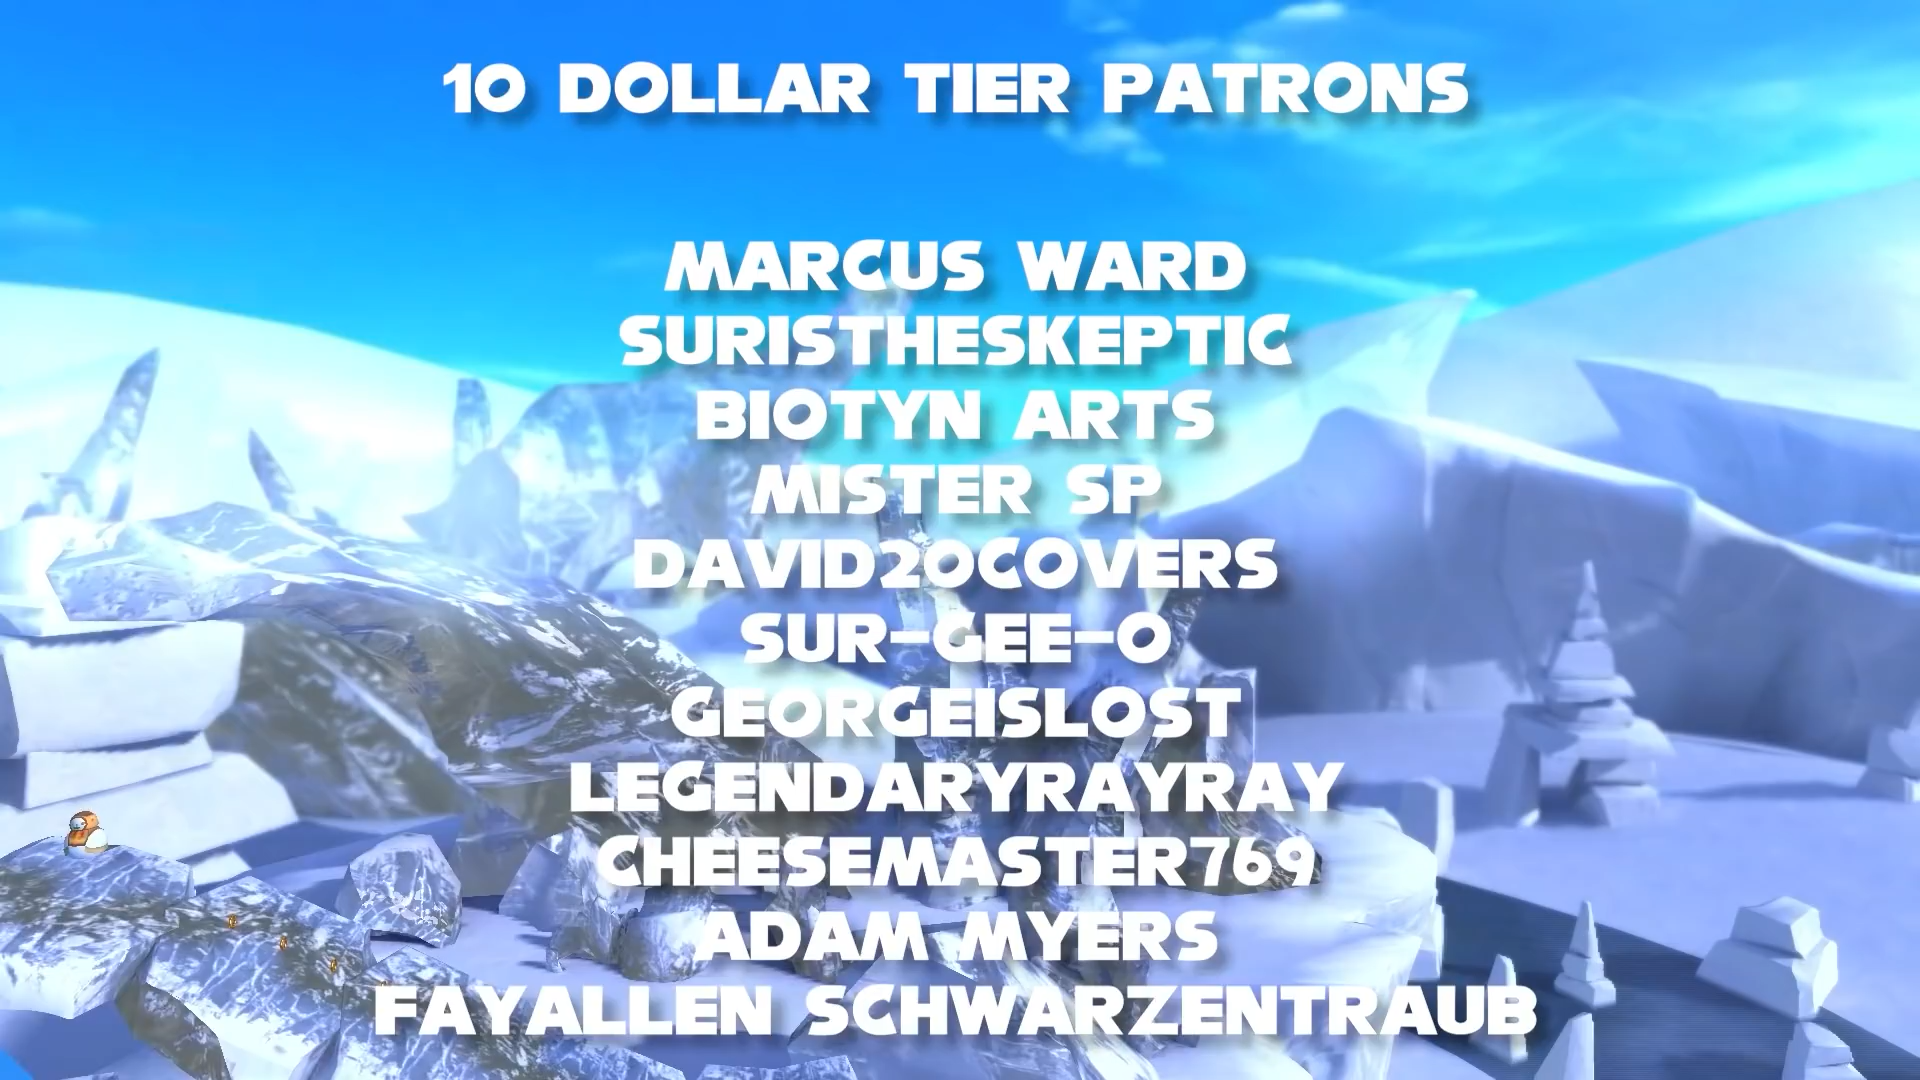 10 DOLLAR TIER PATRONS
MARCUS WARD
SURISTHESKEPTIC
BIOTYN ARTS
MISTER SP
DAVID20COVERS
SUR-GEE-O
GEORGEISLOST
LEGENDARYRAYRAY
CHEESEMASTER769
ADAM MYERS
FAYALLEN SCHWARZENTRAUB